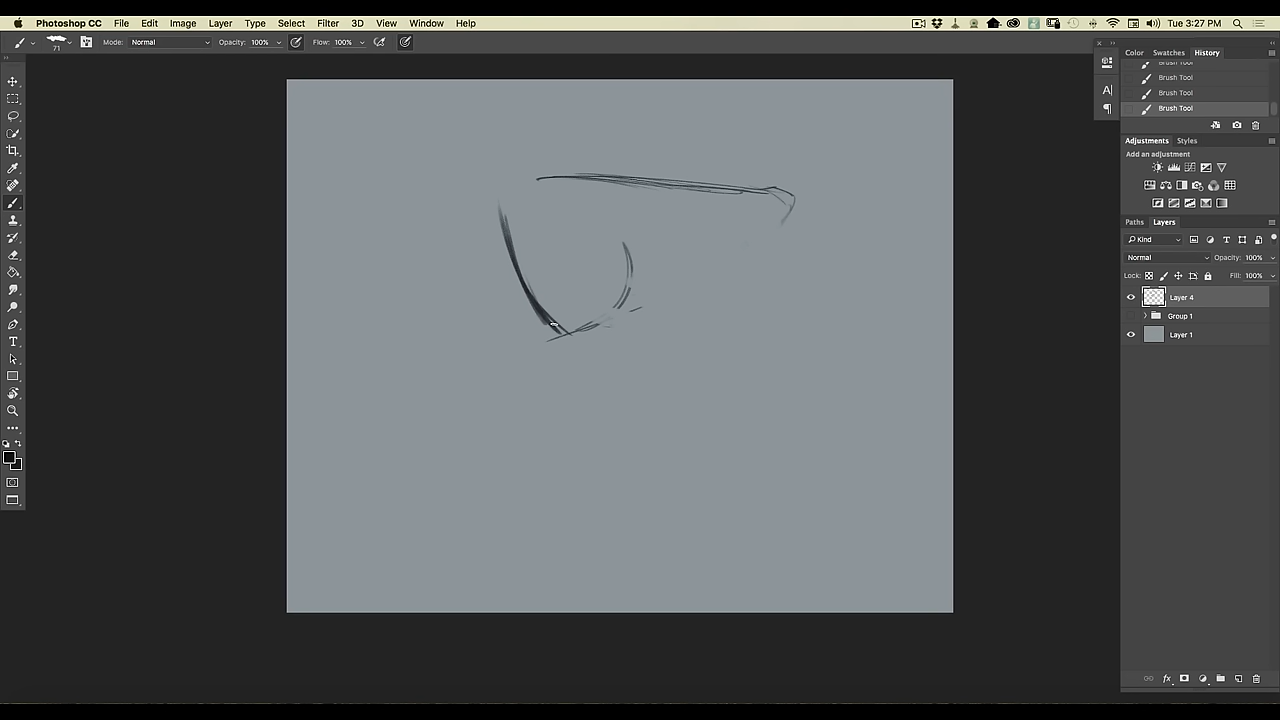 Photoshop CC File Edit Image Layer Type Select Filter 3D View Window Help Tue 3:27 PM
71 Mode: Normal Opacity: 100% Flow: 100%
Color Swatches History
Brush Tool
Brush Tool
Brush Tool
Brush Tool
Adjustments Styles
Add an adjustment
Paths Layers
Kind
Normal Opacity: 100%
Lock: Fill: 100%
Layer 4
Group 1
Layer 1